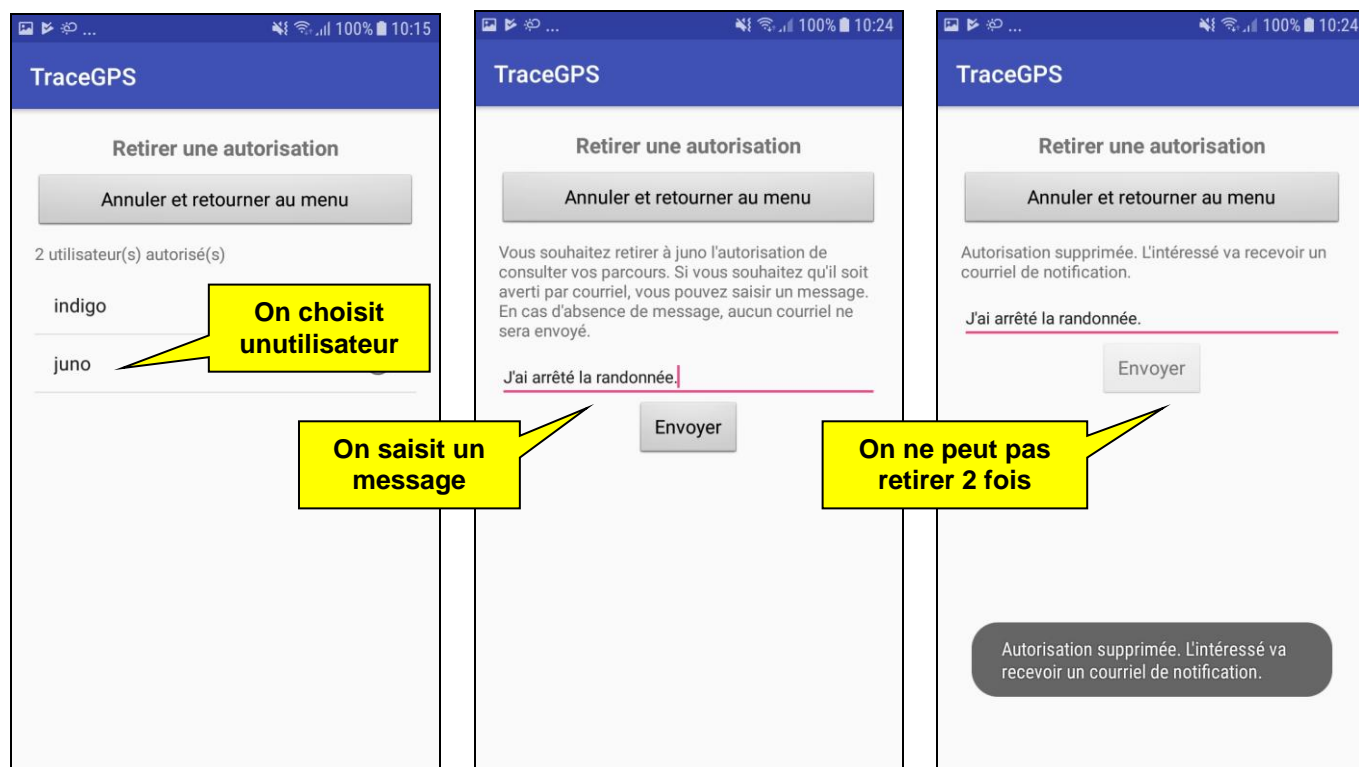 ... 100% 10:15
TraceGPS
Retirer une autorisation
Annuler et retourner au menu
2 utilisateur(s) autorisé(s)
indigo
juno
On choisit
unutilisateur
... 100% 10:24
TraceGPS
Retirer une autorisation
Annuler et retourner au menu
Vous souhaitez retirer à juno l'autorisation de
consulter vos parcours. Si vous souhaitez qu'il soit
averti par courriel, vous pouvez saisir un message.
En cas d'absence de message, aucun courriel ne
sera envoyé.
J'ai arrêté la randonnée.
Envoyer
On saisit un
message
... 100% 10:24
TraceGPS
Retirer une autorisation
Annuler et retourner au menu
Autorisation supprimée. L'intéressé va recevoir un
courriel de notification.
J'ai arrêté la randonnée.
Envoyer
On ne peut pas
retirer 2 fois
Autorisation supprimée. L'intéressé va
recevoir un courriel de notification.